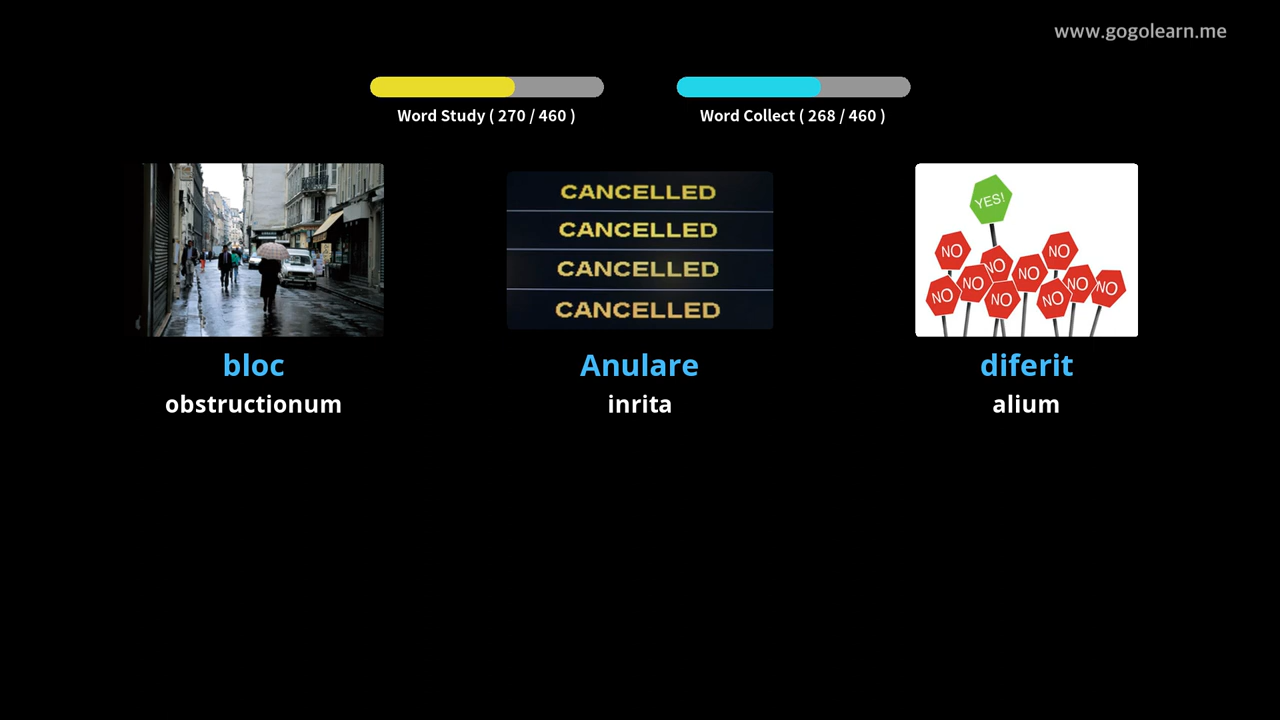 www.gogolearn.me
Word Study ( 270 / 460 )
Word Collect ( 268 / 460 )
CANCELLED
CANCELLED
CANCELLED
CANCELLED
YES!
NO
NO
NO
NO
NO
NO
NO
NO
NO
NO
bloc
Anulare
diferit
obstructionum
inrita
alium